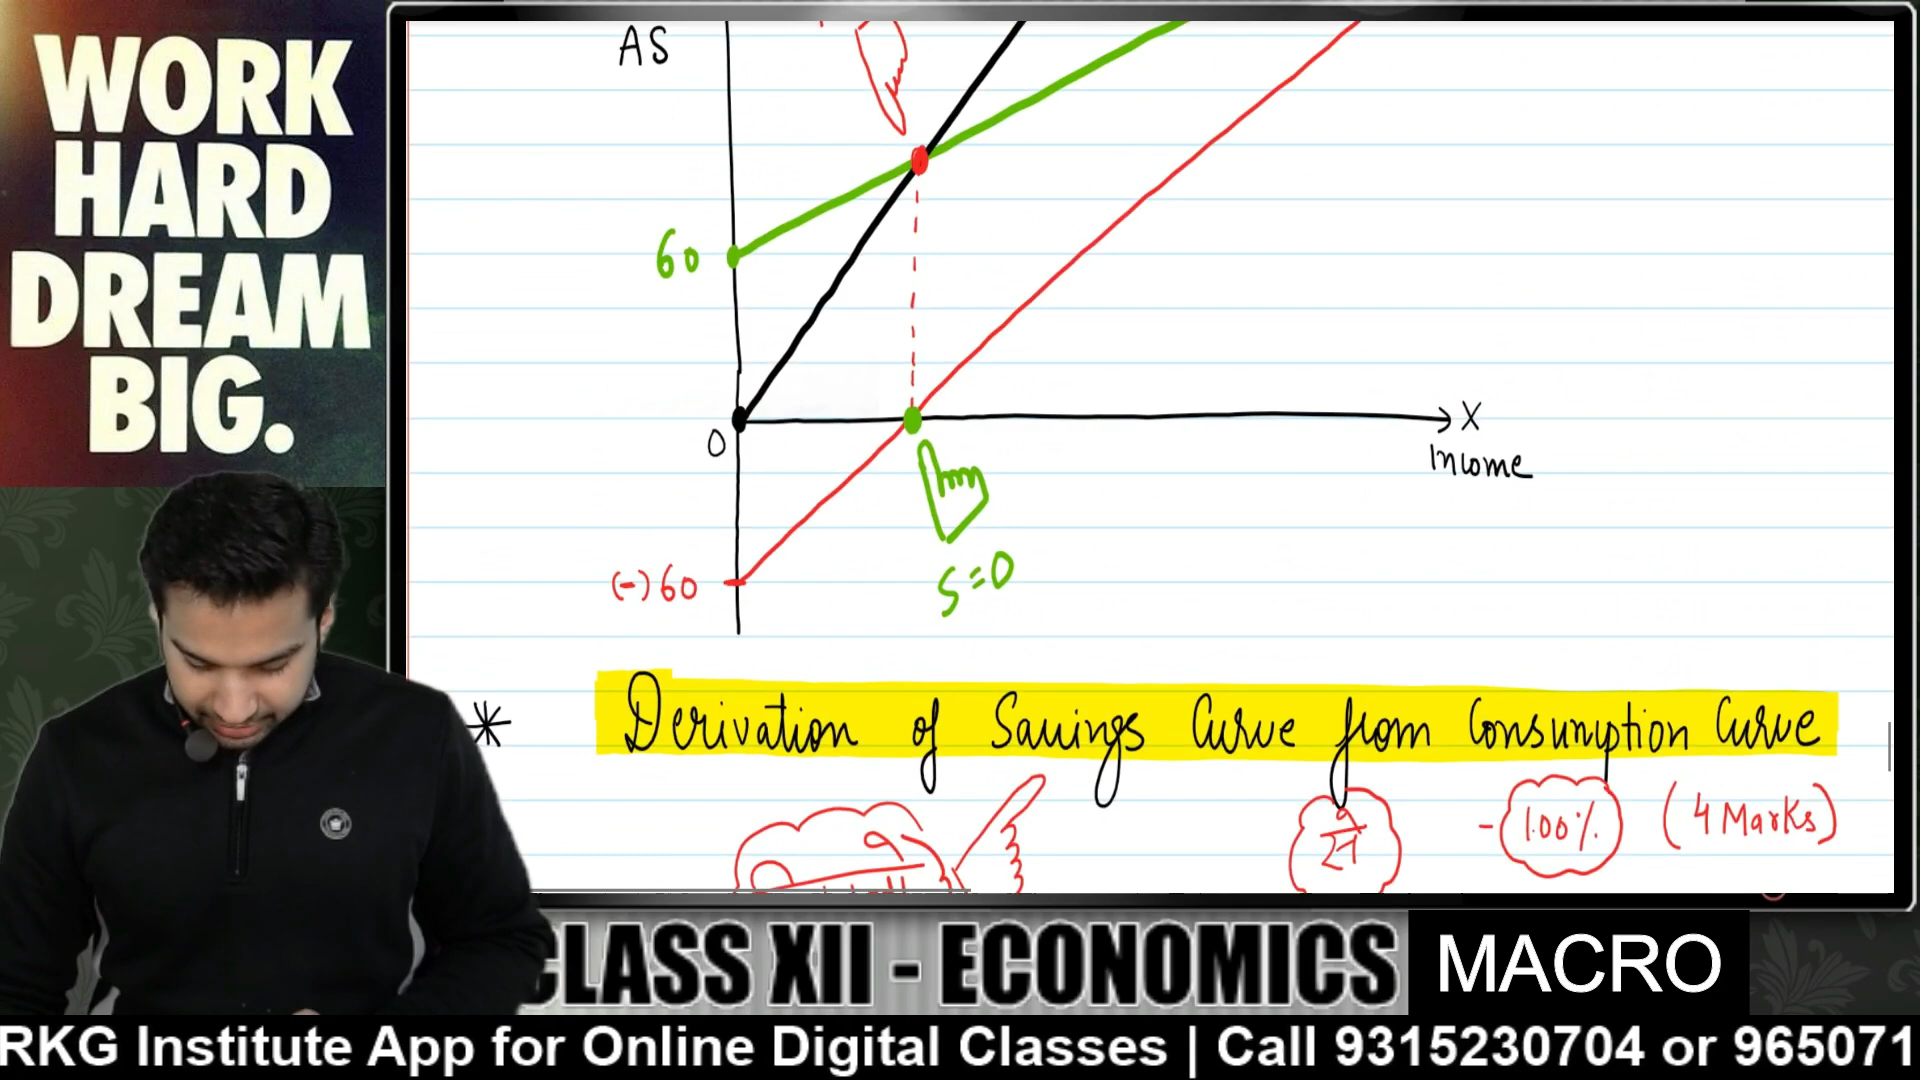 WORK
HARD
DREAM
BIG.
AS
60
0
X
Income
(-) 60
S=0
* Derivation of Savings Curve from Consumption Curve
- 100% (4 Marks)
CLASS XII - ECONOMICS MACRO
RKG Institute App for Online Digital Classes | Call 9315230704 or 965071